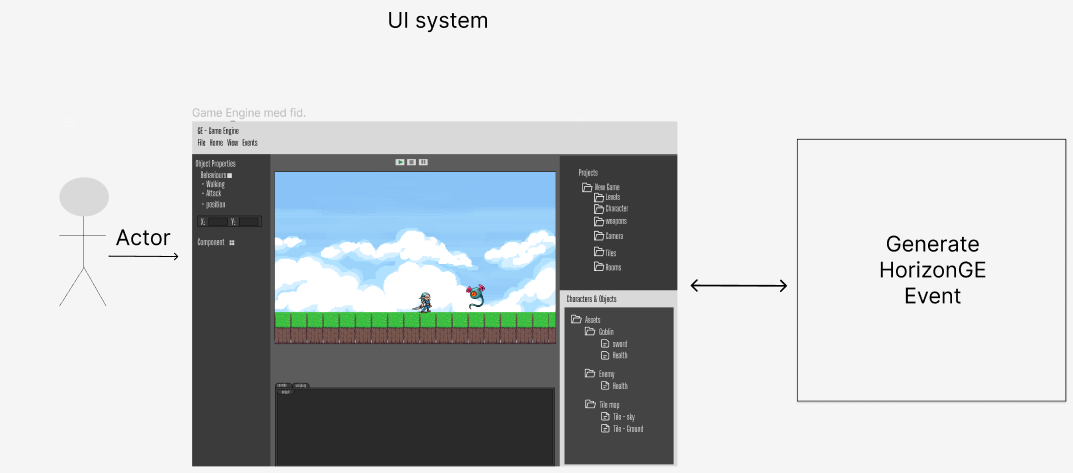 UI system
Game Engine med fid.
GE - Game Engine
File Home View Events
Object Properties
Behaviours
- Walking
- Attack
- position
X: Y:
Component
Actor
Projects
New Game
Levels
Character
weapons
Camera
Tiles
Rooms
Characters & Objects
Assets
Goblin
sword
Health
Enemy
Health
Tile map
Tile - sky
Tile - Ground
Generate
HorizonGE
Event